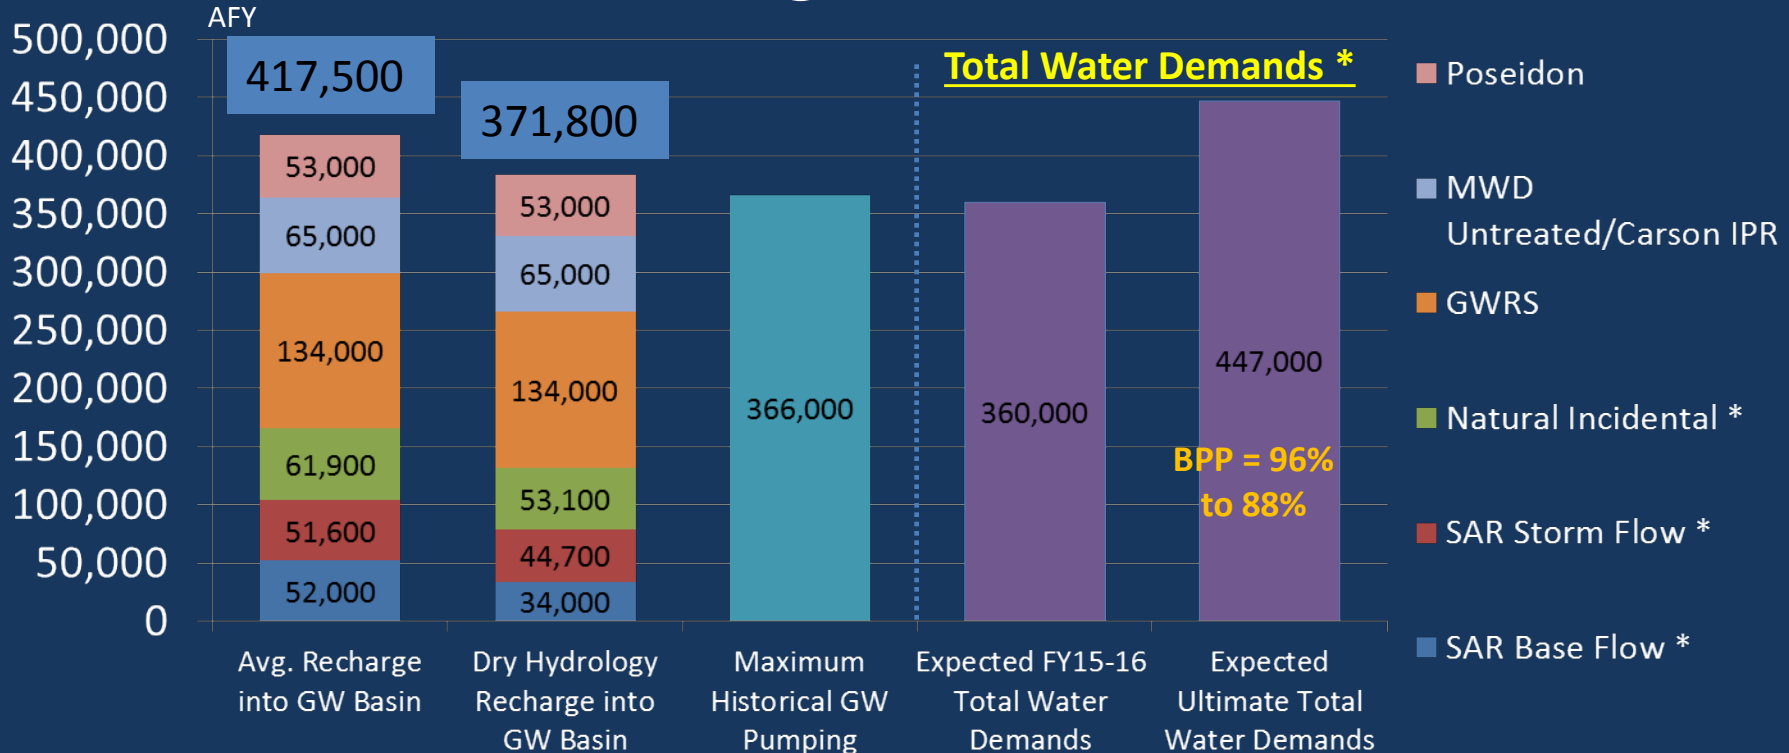 AFY
500,000
450,000
400,000
350,000
300,000
250,000
200,000
150,000
100,000
50,000
0
417,500
53,000
65,000
134,000
61,900
51,600
52,000
371,800
53,000
65,000
134,000
53,100
44,700
34,000
366,000
Total Water Demands *
360,000
447,000
BPP = 96%
to 88%
Avg. Recharge
into GW Basin
Dry Hydrology
Recharge into
GW Basin
Maximum
Historical GW
Pumping
Expected FY15-16
Total Water
Demands
Expected
Ultimate Total
Water Demands
Poseidon
MWD
Untreated/Carson IPR
GWRS
Natural Incidental *
SAR Storm Flow *
SAR Base Flow *